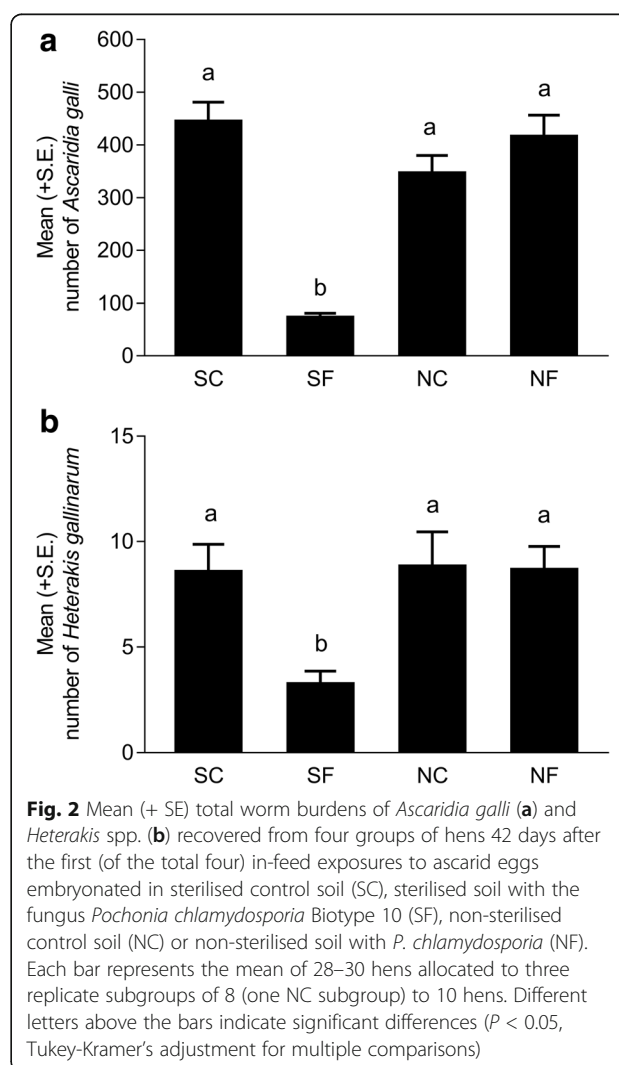 a
Mean (+S.E.)
number of Ascaridia galli
600
500
400
300
200
100
0
a
b
a
a
SC SF NC NF
b
Mean (+S.E.)
number of Heterakis gallinarum
15
10
5
0
a
b
a
a
SC SF NC NF
Fig. 2 Mean (+ SE) total worm burdens of Ascaridia galli (a) and
Heterakis spp. (b) recovered from four groups of hens 42 days after
the first (of the total four) in-feed exposures to ascarid eggs
embryonated in sterilised control soil (SC), sterilised soil with the
fungus Pochonia chlamydosporia Biotype 10 (SF), non-sterilised
control soil (NC) or non-sterilised soil with P. chlamydosporia (NF).
Each bar represents the mean of 28–30 hens allocated to three
replicate subgroups of 8 (one NC subgroup) to 10 hens. Different
letters above the bars indicate significant differences (P < 0.05,
Tukey-Kramer's adjustment for multiple comparisons)